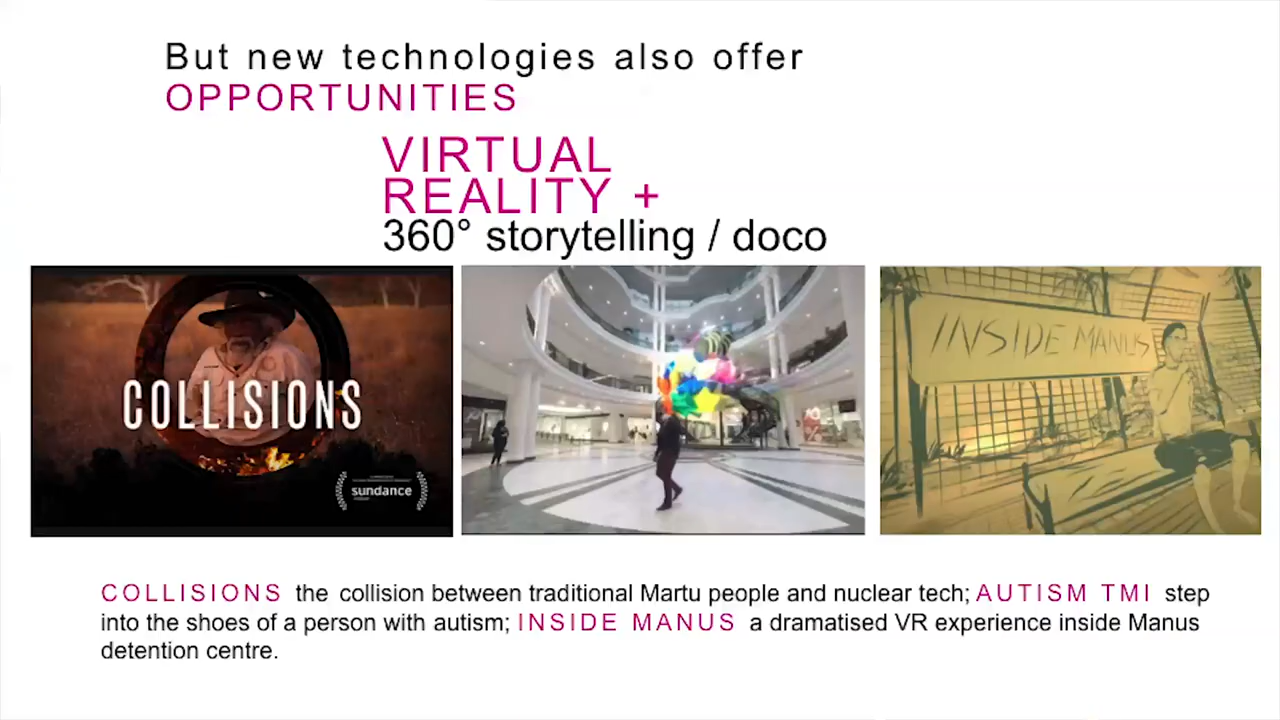 But new technologies also offer
OPPORTUNITIES
VIRTUAL
REALITY +
360° storytelling / doco
COLLISIONS
sundance
INSIDE MANUS
COLLISIONS the collision between traditional Martu people and nuclear tech; AUTISM TMI step
into the shoes of a person with autism; INSIDE MANUS a dramatised VR experience inside Manus
detention centre.